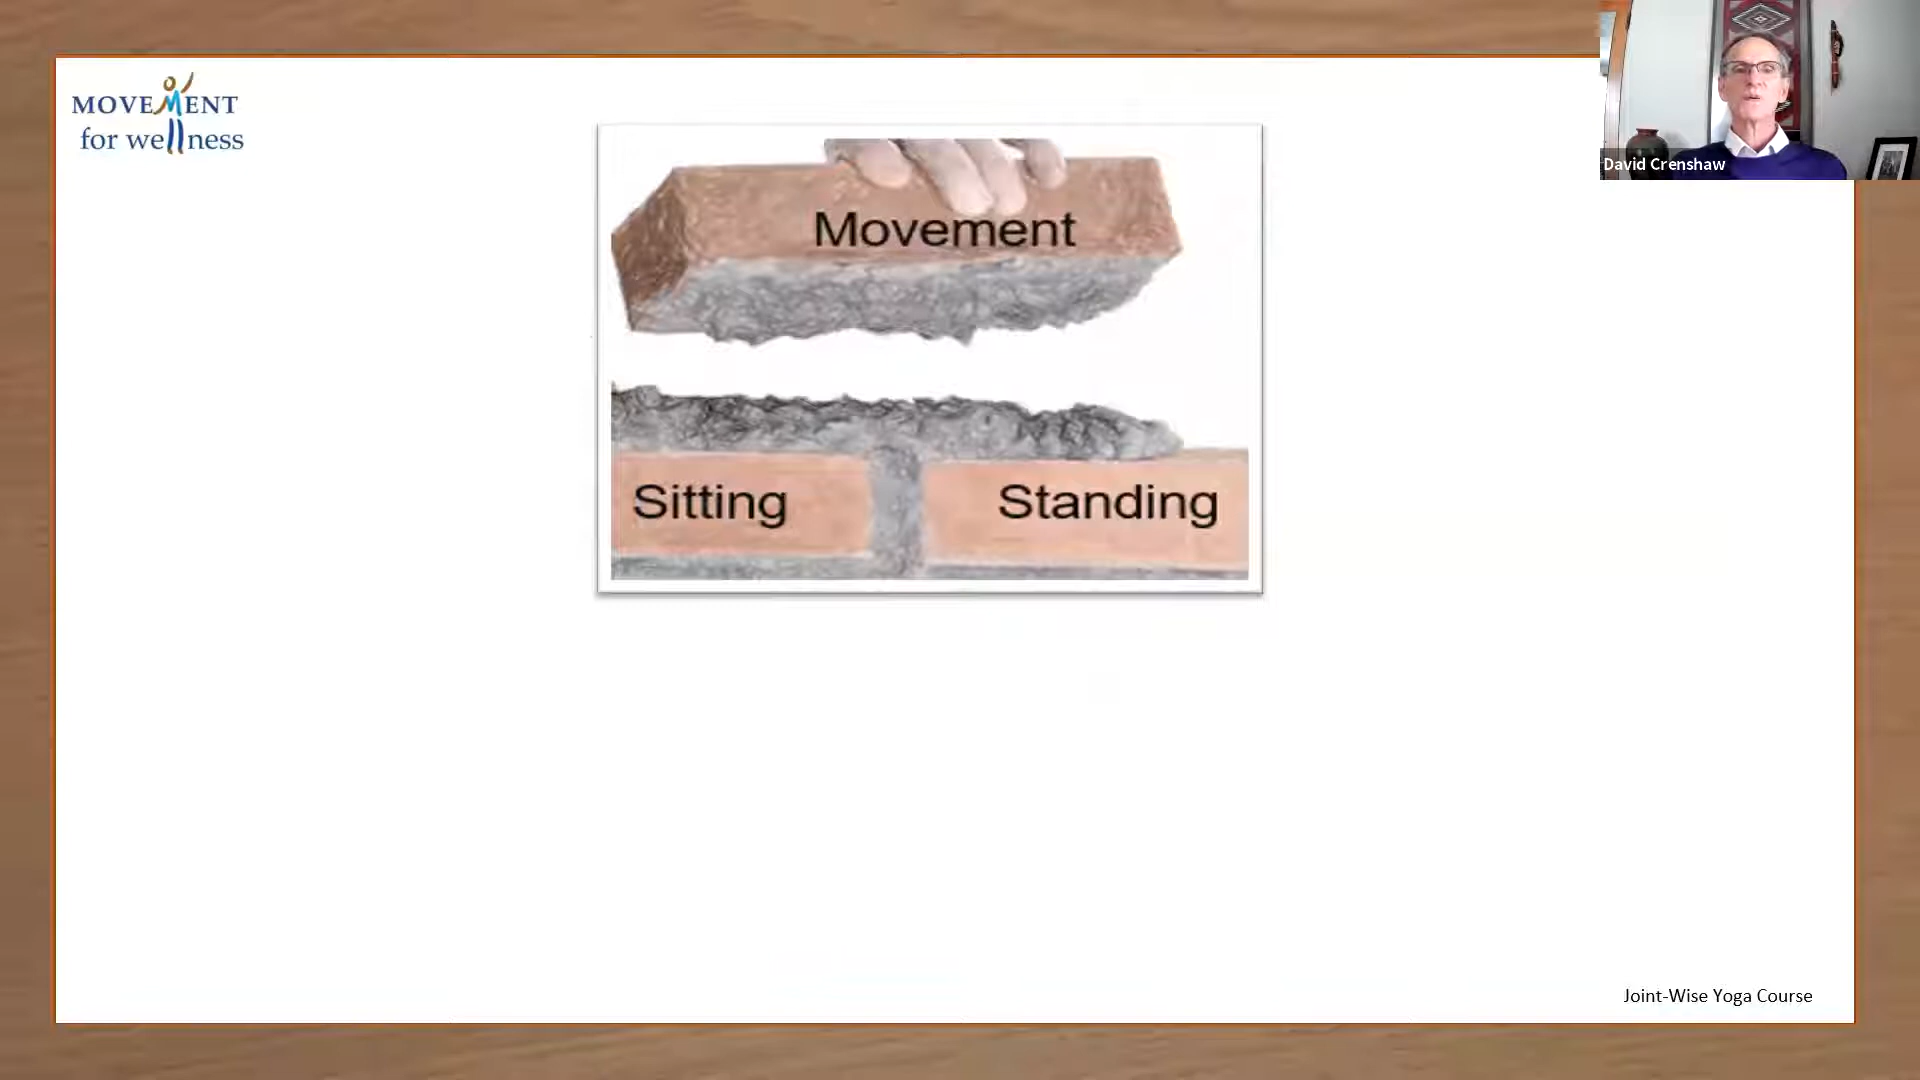 MOVEMENT
for wellness
David Crenshaw
Movement
Sitting
Standing
Joint-Wise Yoga Course